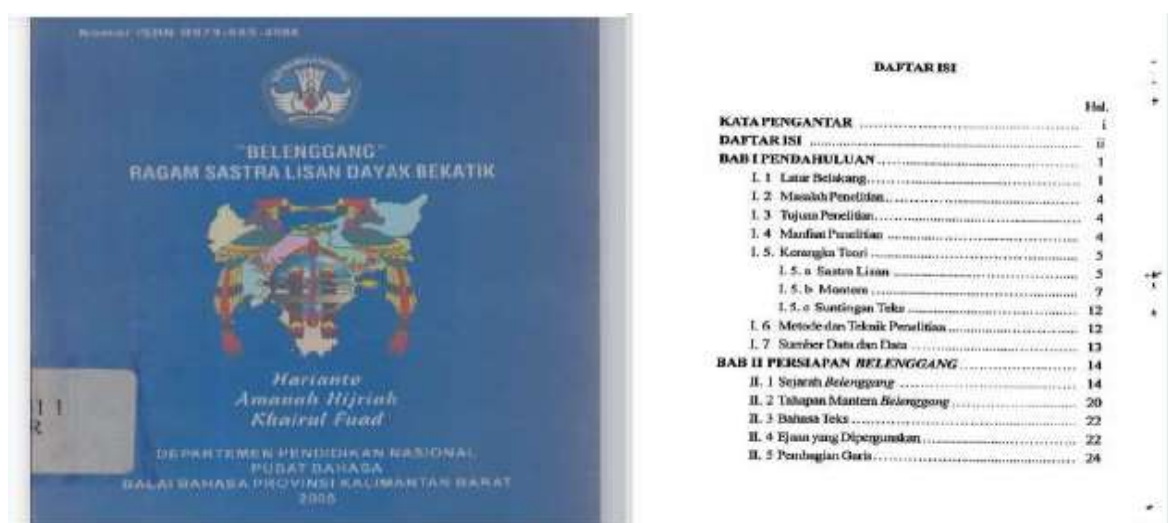 Nomor ISBN
"BELENGGANG"
RAGAM SASTRA LISAN DAYAK BEKATIK
Harianto
Amanah Hijriah
Khairul Fuad
DEPARTEMEN PENDIDIKAN NASIONAL
PUSAT BAHASA
BALAI BAHASA PROVINSI KALIMANTAN BARAT
11
R
DAFTAR ISI
Hal.
KATA PENGANTAR i
DAFTAR ISI ii
BAB I PENDAHULUAN 1
I. 1 Latar Belakang 1
I. 2 Masalah Penelitian 4
I. 3 Tujuan Penelitian 4
I. 4 Manfaat Penelitian 4
I. 5. Kerangka Teori 5
I. 5. a Sastra Lisan 5
I. 5. b Mantera 7
I. 5. c Suntingan Teks 12
I. 6 Metode dan Teknik Penelitian 12
I. 7 Sumber Data dan Data 13
BAB II PERSIAPAN BELENGGANG 14
II. 1 Sejarah Belenggang 14
II. 2 Tahapan Mantera Belenggang 20
II. 3 Bahasa Teks 22
II. 4 Ejaan yang Dipergunakan 22
II. 5 Pembagian Garis 24